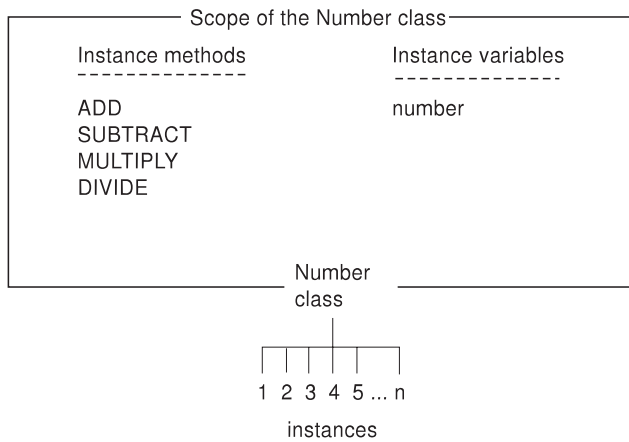 Scope of the Number class
Instance methods
ADD
SUBTRACT
MULTIPLY
DIVIDE
Instance variables
number
Number
class
1 2 3 4 5 ... n
instances